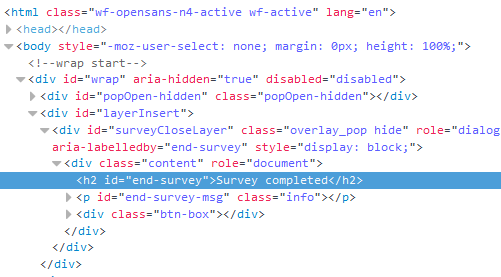 <html class="wf-opensans-n4-active wf-active" lang="en">
<head></head>
<body style="-moz-user-select: none; margin: 0px; height: 100%;">
<!--wrap start-->
<div id="wrap" aria-hidden="true" disabled="disabled">
<div id="popOpen-hidden" class="popOpen-hidden"></div>
<div id="layerInsert">
<div id="surveyCloseLayer" class="overlay_pop hide" role="dialog
aria-labelledby="end-survey" style="display: block;">
<div class="content" role="document">
<h2 id="end-survey">Survey completed</h2>
<p id="end-survey-msg" class="info"></p>
<div class="btn-box"></div>
</div>
</div>
</div>